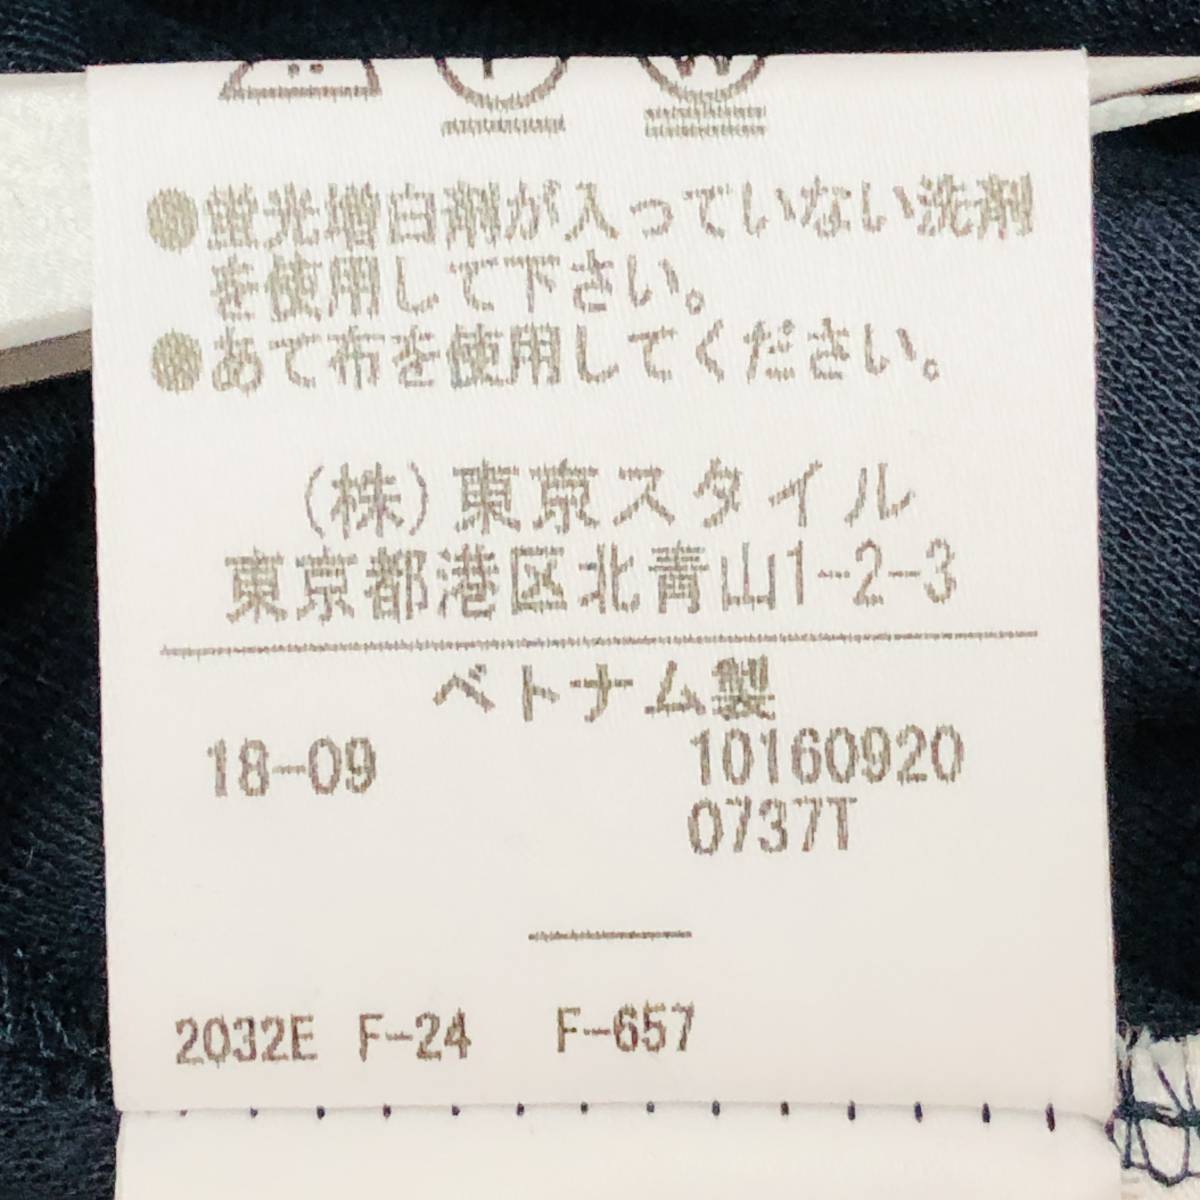 ●蛍光増白剤が入っていない洗剤
を使用して下さい。
●あて布を使用してください。
(株)東京スタイル
東京都港区北青山1-2-3
ベトナム製
18-09 10160920
0737T
2032E F-24 F-657